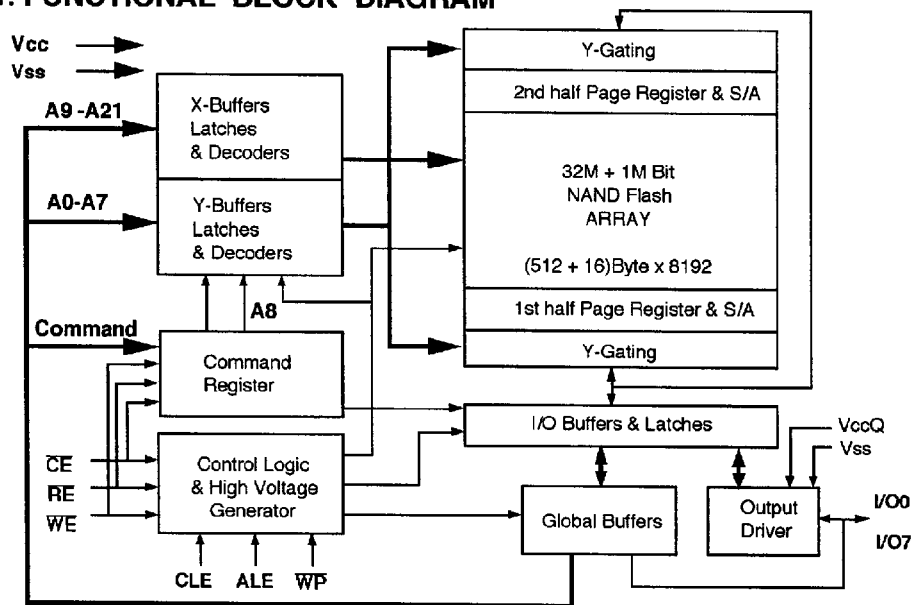 FUNCTIONAL BLOCK DIAGRAM
Vcc
Vss
A9 -A21
A0-A7
Command
X-Buffers
Latches
& Decoders
Y-Buffers
Latches
& Decoders
A8
Command
Register
Y-Gating
2nd half Page Register & S/A
32M + 1M Bit
NAND Flash
ARRAY
(512 + 16)Byte x 8192
1st half Page Register & S/A
Y-Gating
I/O Buffers & Latches
VccQ
Vss
CE
RE
WE
Control Logic
& High Voltage
Generator
CLE ALE WP
Global Buffers
Output
Driver
I/O0
I/O7